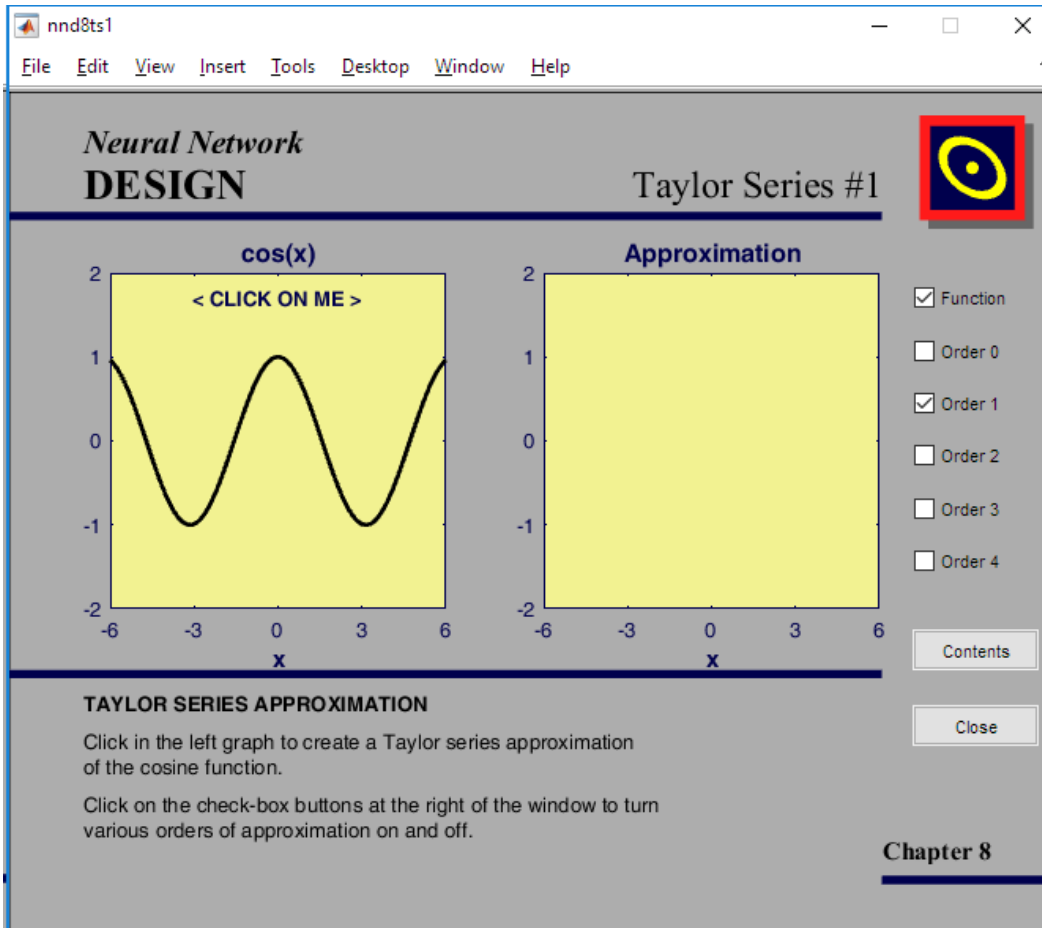 nnd8ts1
File Edit View Insert Tools Desktop Window Help
Neural Network
DESIGN
Taylor Series #1
cos(x)
< CLICK ON ME >
2
1
0
-1
-2
-6 -3 0 3 6
x
Approximation
2
1
0
-1
-2
-6 -3 0 3 6
x
Function
Order 0
Order 1
Order 2
Order 3
Order 4
Contents
Close
TAYLOR SERIES APPROXIMATION
Click in the left graph to create a Taylor series approximation
of the cosine function.
Click on the check-box buttons at the right of the window to turn
various orders of approximation on and off.
Chapter 8